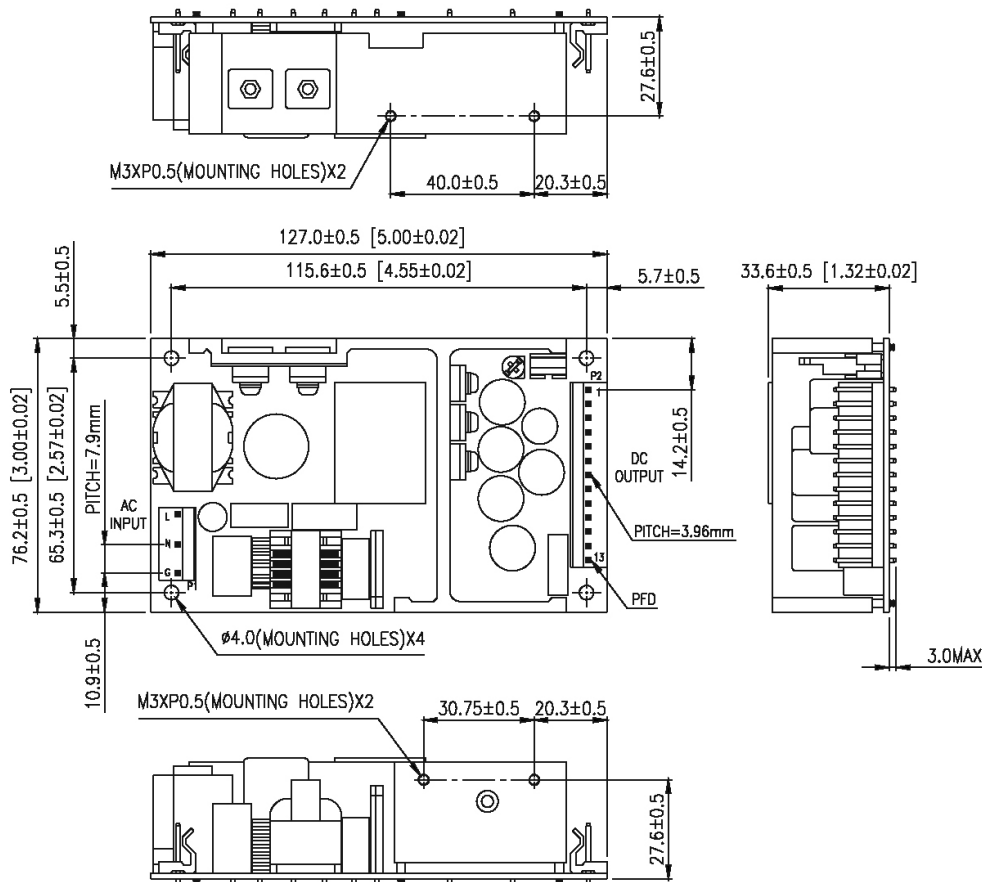 27.6±0.5
M3XP0.5(MOUNTING HOLES)X2
40.0±0.5
20.3±0.5
127.0±0.5 [5.00±0.02]
115.6±0.5 [4.55±0.02]
5.7±0.5
33.6±0.5 [1.32±0.02]
5.5±0.5
76.2±0.5 [3.00±0.02]
65.3±0.5 [2.57±0.02]
PITCH=7.9mm
AC
INPUT
L
N
G
P1
P2
1
14.2±0.5
DC
OUTPUT
PITCH=3.96mm
13
PFD
ø4.0(MOUNTING HOLES)X4
10.9±0.5
3.0MAX
M3XP0.5(MOUNTING HOLES)X2
30.75±0.5
20.3±0.5
27.6±0.5